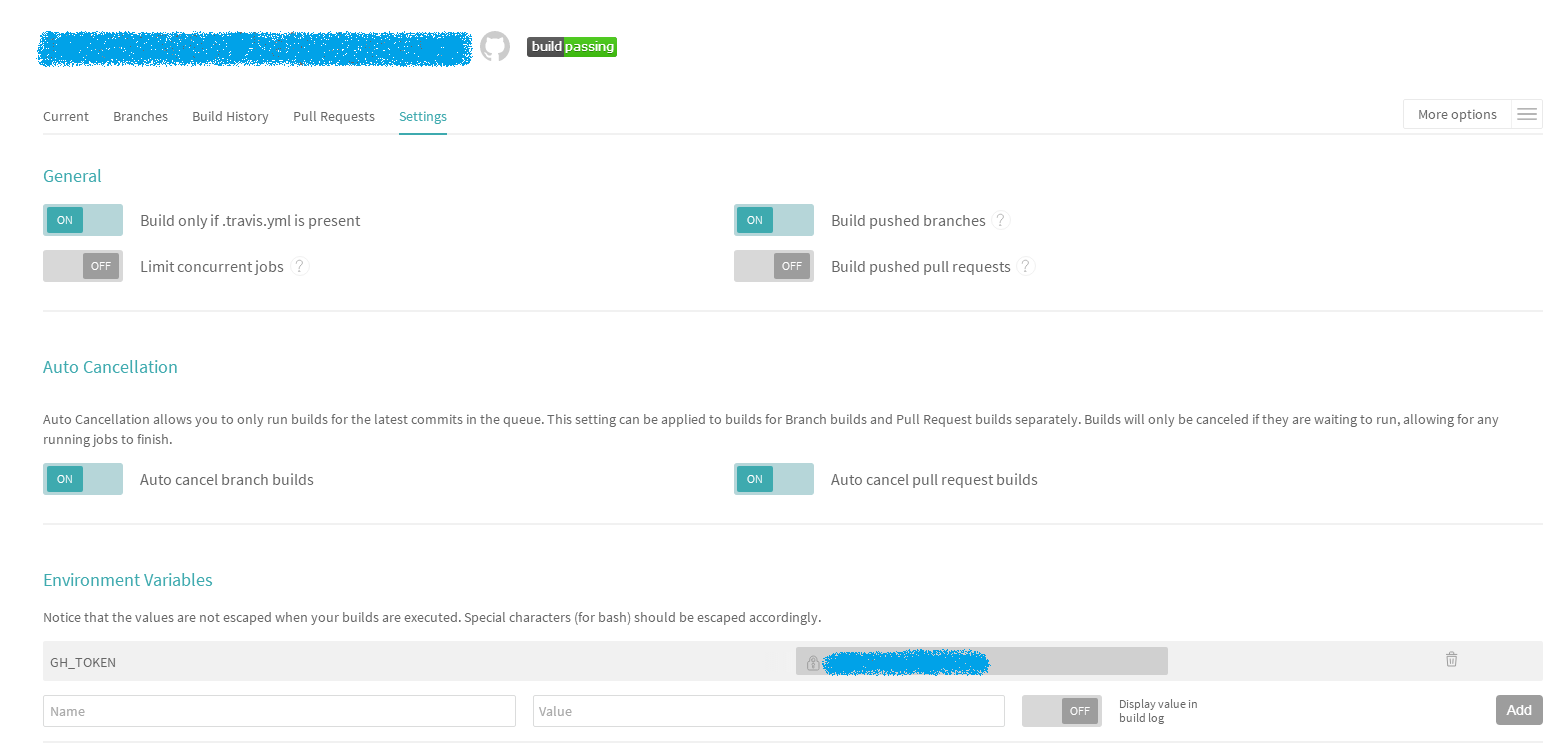 build passing
Current Branches Build History Pull Requests Settings More options
General
ON Build only if .travis.yml is present ON Build pushed branches ?
OFF Limit concurrent jobs ? OFF Build pushed pull requests ?
Auto Cancellation
Auto Cancellation allows you to only run builds for the latest commits in the queue. This setting can be applied to builds for Branch builds and Pull Request builds separately. Builds will only be canceled if they are waiting to run, allowing for any
running jobs to finish.
ON Auto cancel branch builds ON Auto cancel pull request builds
Environment Variables
Notice that the values are not escaped when your builds are executed. Special characters (for bash) should be escaped accordingly.
GH_TOKEN
Name Value OFF Display value in
build log Add